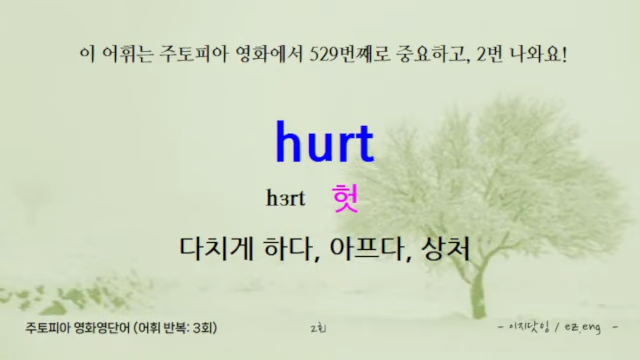 이 어휘는 주토피아 영화에서 529번째로 중요하고, 2번 나와요!
hurt
hɜrt 헛
다치게 하다, 아프다, 상처
주토피아 영화영단어 (어휘 반복: 3회) 2회 - 이지닷잉 / ez.eng -